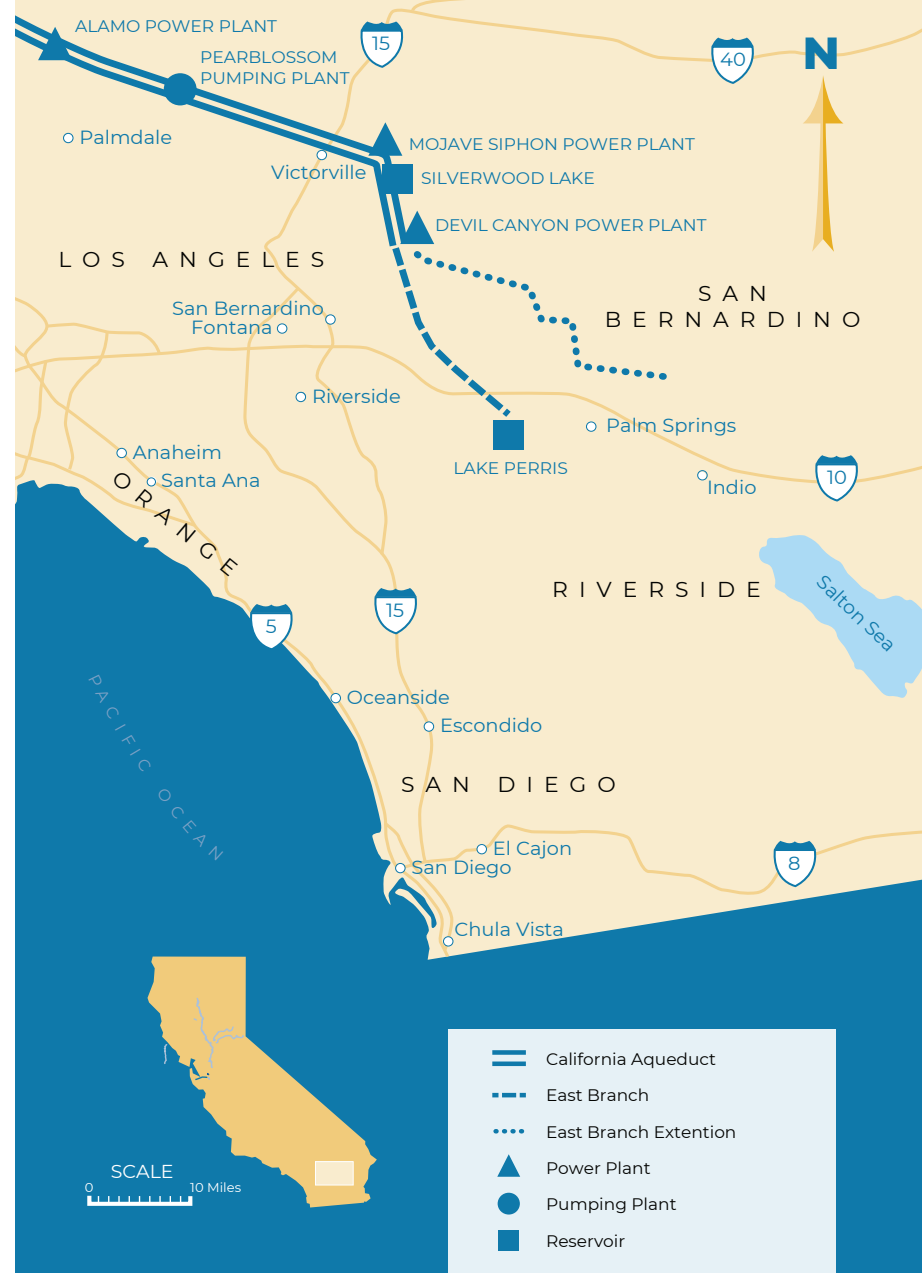 ALAMO POWER PLANT
15
40
N
PEARBLOSSOM
PUMPING PLANT
Palmdale
MOJAVE SIPHON POWER PLANT
Victorville
SILVERWOOD LAKE
DEVIL CANYON POWER PLANT
LOS ANGELES
SAN
BERNARDINO
San Bernardino
Fontana
Riverside
Palm Springs
Anaheim
LAKE PERRIS
Santa Ana
10
Indio
ORANGE
RIVERSIDE
Salton Sea
5
15
PACIFIC OCEAN
Oceanside
Escondido
SAN DIEGO
El Cajon
8
San Diego
Chula Vista
California Aqueduct
East Branch
East Branch Extention
Power Plant
Pumping Plant
Reservoir
SCALE
0 10 Miles